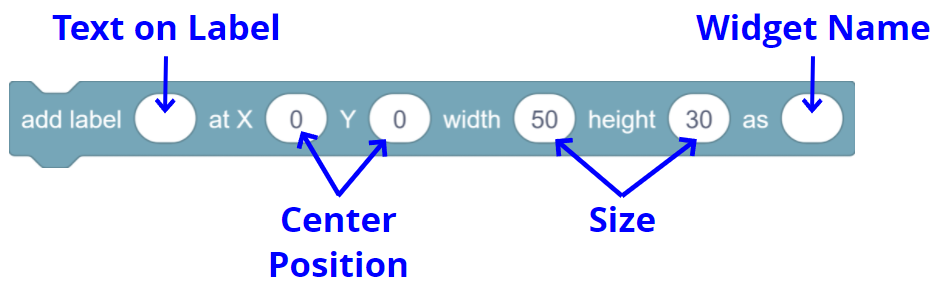 Text on Label
Widget Name
add label at X 0 Y 0 width 50 height 30 as
Center
Position
Size